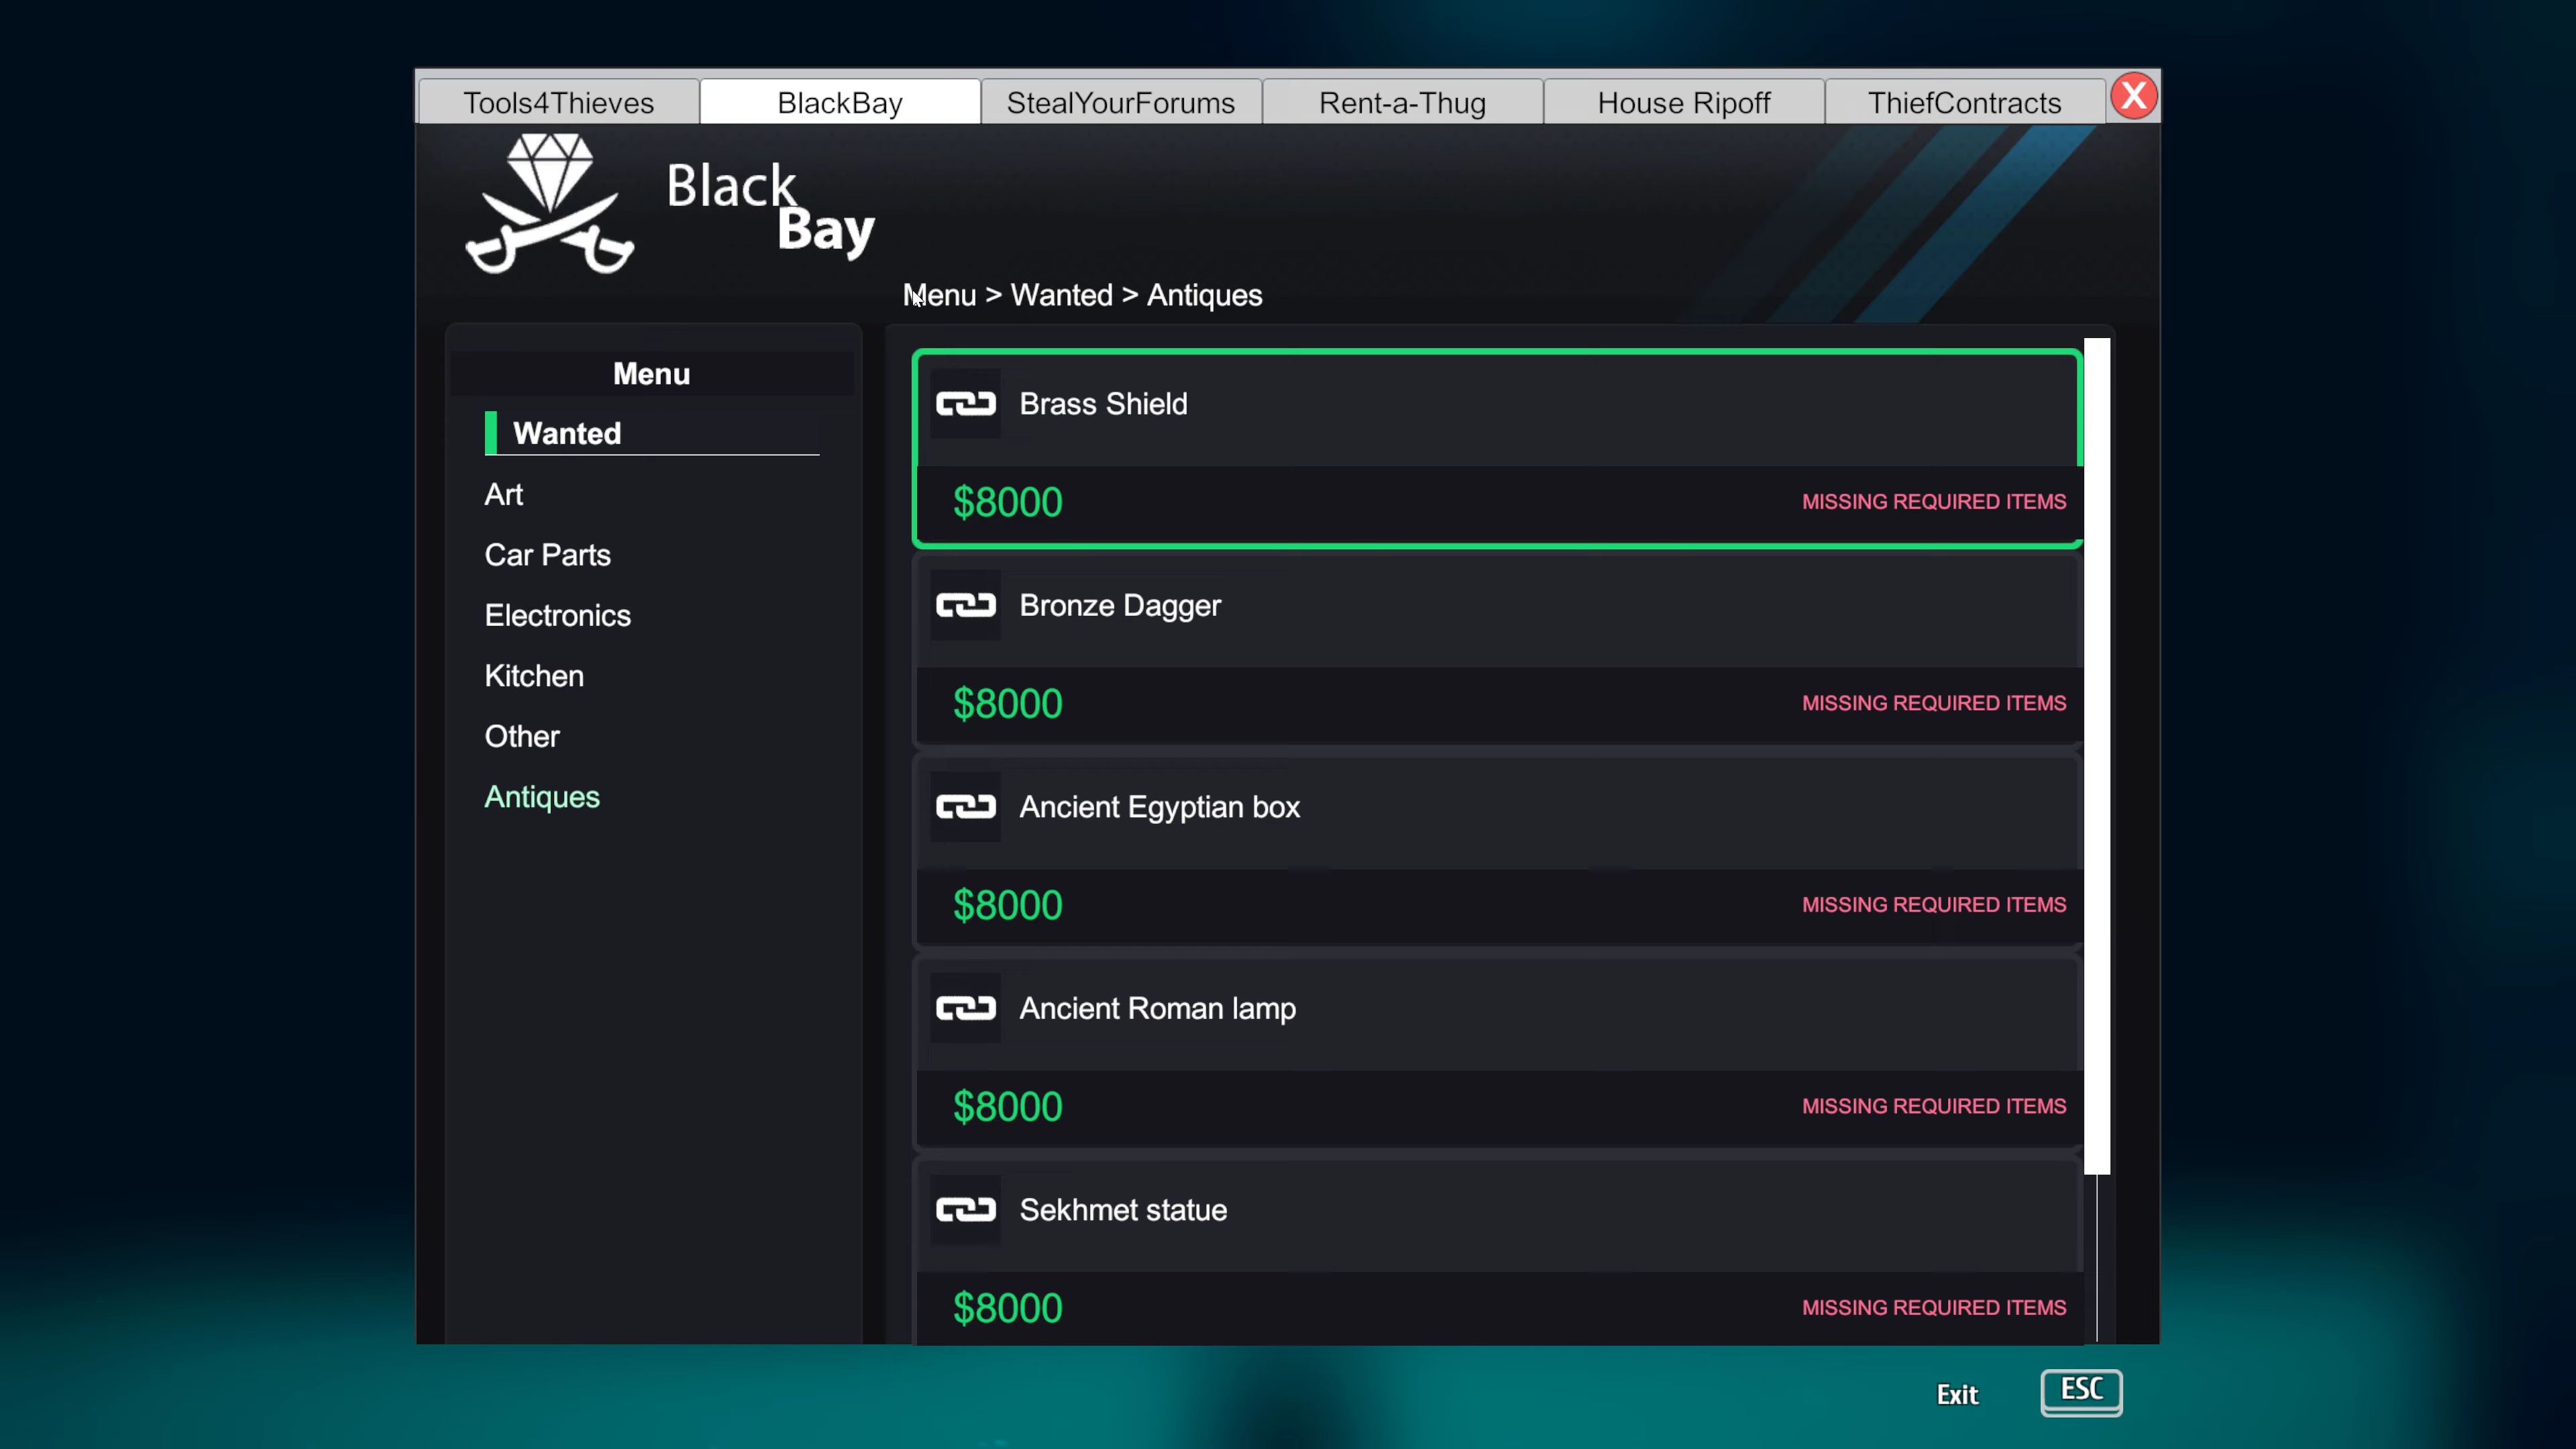 Tools4Thieves
BlackBay
StealYourForums
Rent-a-Thug
House Ripoff
ThiefContracts
X
Black
Bay
Menu > Wanted > Antiques
Menu
Wanted
Art
Car Parts
Electronics
Kitchen
Other
Antiques
Brass Shield
$8000 MISSING REQUIRED ITEMS
Bronze Dagger
$8000 MISSING REQUIRED ITEMS
Ancient Egyptian box
$8000 MISSING REQUIRED ITEMS
Ancient Roman lamp
$8000 MISSING REQUIRED ITEMS
Sekhmet statue
$8000 MISSING REQUIRED ITEMS
Exit ESC